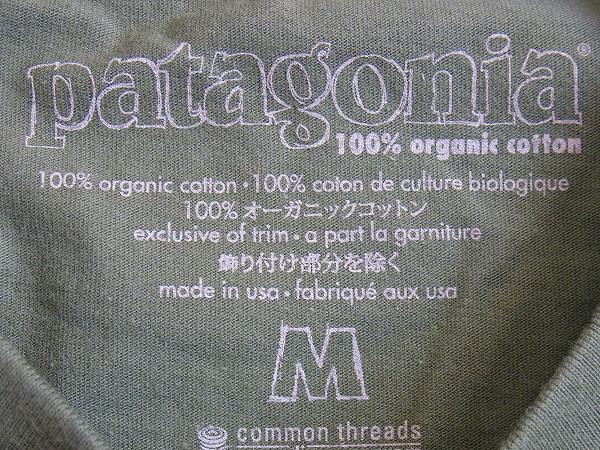 patagonia®
100% organic cotton
100% organic cotton • 100% coton de culture biologique
100% オーガニックコットン
exclusive of trim • a part la garniture
飾り付け部分を除く
made in usa • fabriqué aux usa
M
common threads